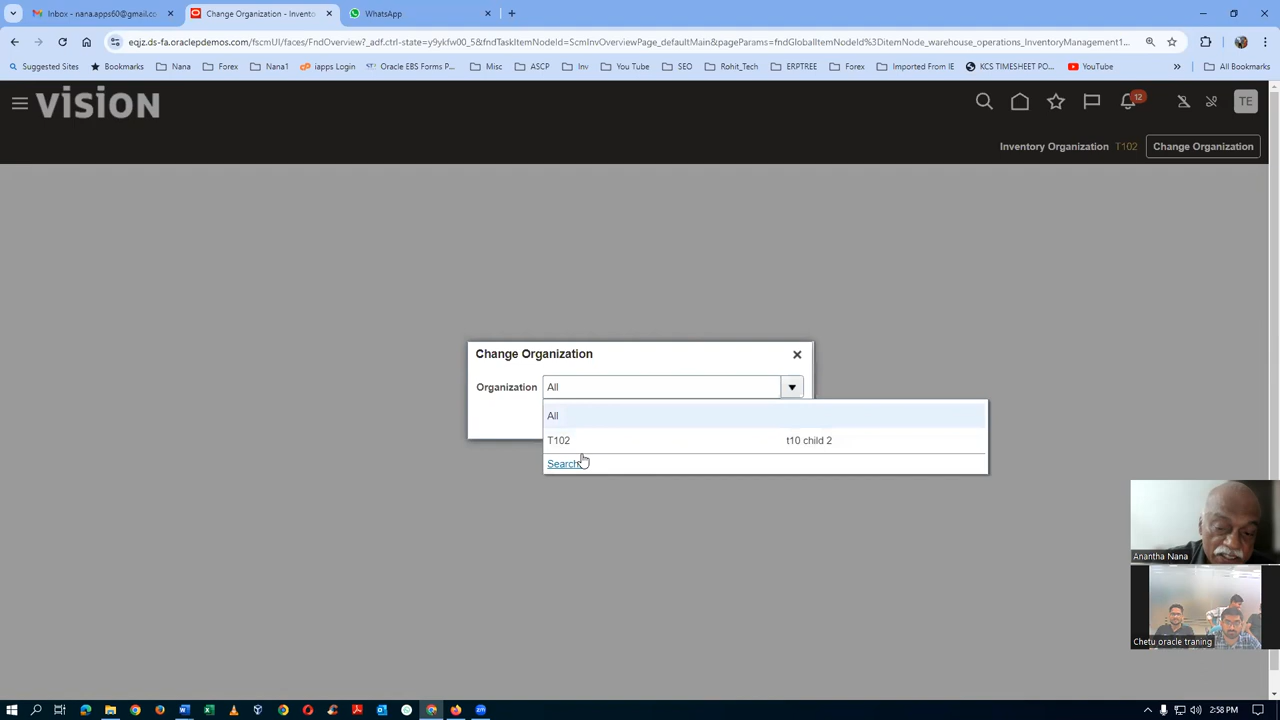 Inbox - nana.apps60@gmail.co
Change Organization - Invento
WhatsApp
eqjz.ds-fa.oraclepdemos.com/fscmUI/faces/FndOverview?_adf.ctrl-state=y9ykfw00_5&fndTaskItemNodeId=ScmInvOverviewPage_defaultMain&pageParams=fndGlobalItemNodeId%3DitemNode_warehouse_operations_InventoryManagement1...
Suggested Sites
Bookmarks
Nana
Forex
Nana1
iapps Login
Oracle EBS Forms P...
Misc
ASCP
Inv
You Tube
SEO
Rohr_Tech
ERPTREE
Forex
Imported From IE
KCS TIMESHEET PO...
YouTube
All Bookmarks
VISION
12
TE
Inventory Organization T102
Change Organization
Change Organization
Organization All
All
T102 t10 child 2
Search
Anantha Nana
Chetu oracle traning
2:58 PM